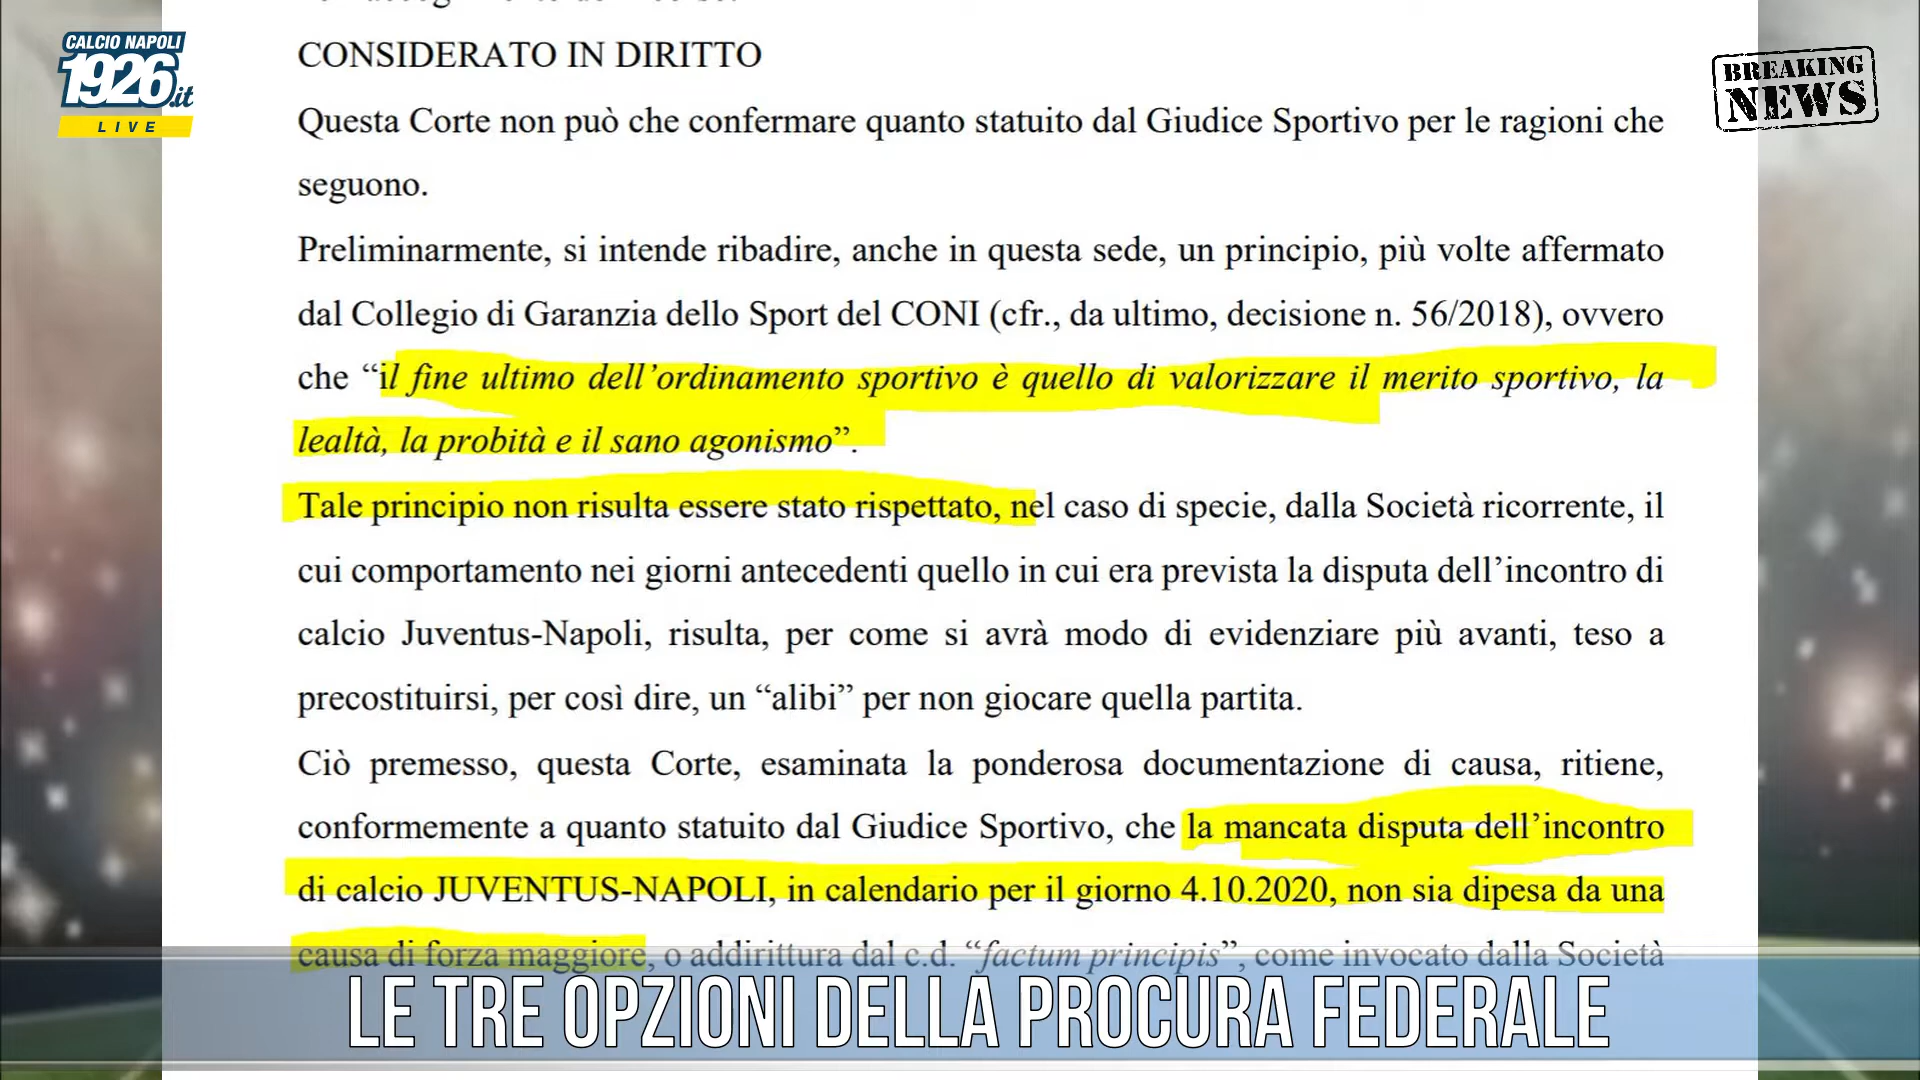 CALCIO NAPOLI
1926.it
LIVE
BREAKING
NEWS
CONSIDERATO IN DIRITTO
Questa Corte non può che confermare quanto statuito dal Giudice Sportivo per le ragioni che
seguono.
Preliminarmente, si intende ribadire, anche in questa sede, un principio, più volte affermato
dal Collegio di Garanzia dello Sport del CONI (cfr., da ultimo, decisione n. 56/2018), ovvero
che “il fine ultimo dell’ordinamento sportivo è quello di valorizzare il merito sportivo, la
lealtà, la probità e il sano agonismo”.
Tale principio non risulta essere stato rispettato, nel caso di specie, dalla Società ricorrente, il
cui comportamento nei giorni antecedenti quello in cui era prevista la disputa dell’incontro di
calcio Juventus-Napoli, risulta, per come si avrà modo di evidenziare più avanti, teso a
precostituirsi, per così dire, un “alibi” per non giocare quella partita.
Ciò premesso, questa Corte, esaminata la ponderosa documentazione di causa, ritiene,
conformemente a quanto statuito dal Giudice Sportivo, che la mancata disputa dell’incontro
di calcio JUVENTUS-NAPOLI, in calendario per il giorno 4.10.2020, non sia dipesa da una
causa di forza maggiore, o addirittura dal c.d. “factum principis”, come invocato dalla Società
LE TRE OPZIONI DELLA PROCURA FEDERALE